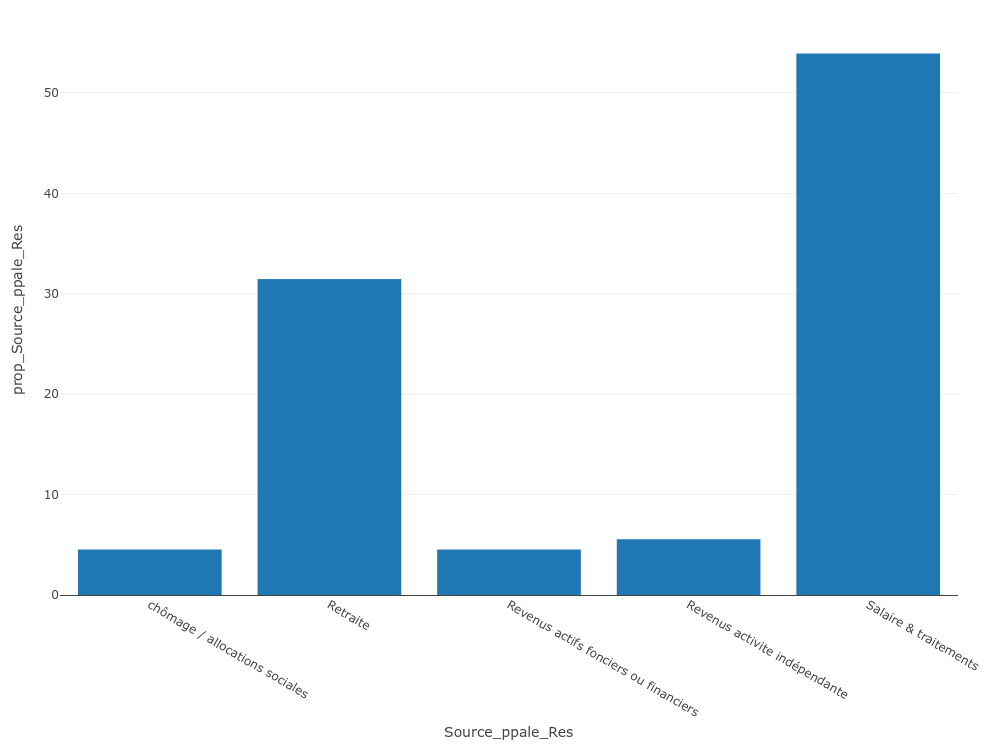 prop_Source_ppale_Res
50
40
30
20
10
0
chômage / allocations sociales
Retraite
Revenus actifs fonciers ou financiers
Revenus activite indépendante
Salaire & traitements
Source_ppale_Res